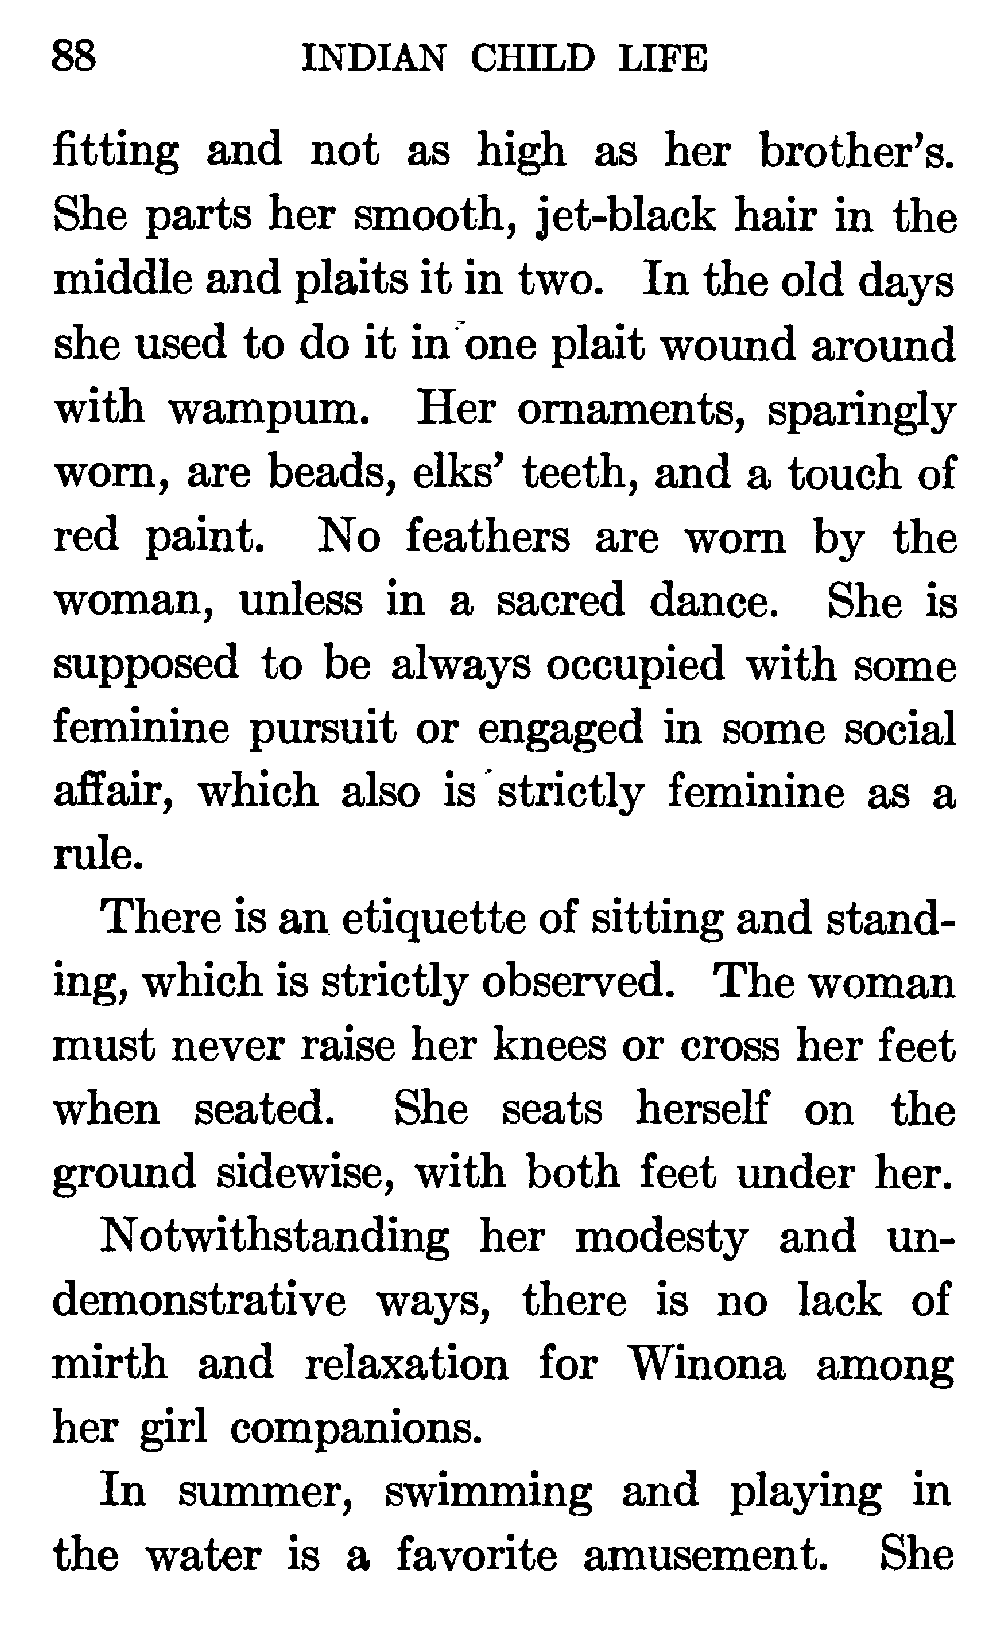 88 INDIAN CHILD LIFE
fitting and not as high as her brother's.
She parts her smooth, jet-black hair in the
middle and plaits it in two. In the old days
she used to do it in one plait wound around
with wampum. Her ornaments, sparingly
worn, are beads, elks' teeth, and a touch of
red paint. No feathers are worn by the
woman, unless in a sacred dance. She is
supposed to be always occupied with some
feminine pursuit or engaged in some social
affair, which also is strictly feminine as a
rule.
There is an etiquette of sitting and stand-
ing, which is strictly observed. The woman
must never raise her knees or cross her feet
when seated. She seats herself on the
ground sidewise, with both feet under her.
Notwithstanding her modesty and un-
demonstrative ways, there is no lack of
mirth and relaxation for Winona among
her girl companions.
In summer, swimming and playing in
the water is a favorite amusement. She